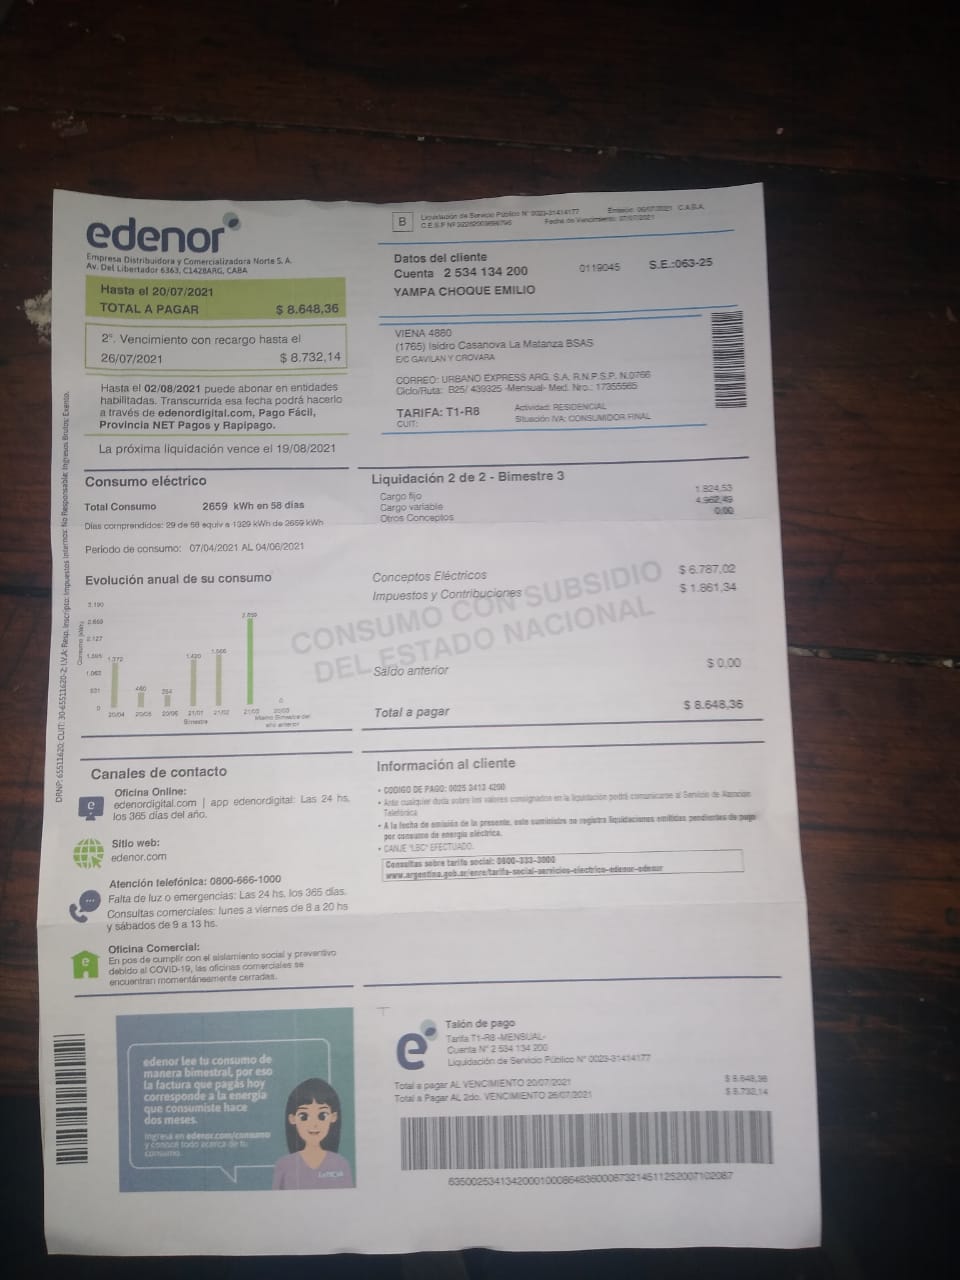 edenor
Empresa Distribuidora y Comercializadora Norte S. A.
Av. Del Libertador 6363, C1428ARG, CABA
Hasta el 20/07/2021
TOTAL A PAGAR $ 8.648,36
2°. Vencimiento con recargo hasta el
26/07/2021 $ 8.732,14
Hasta el 02/08/2021 puede abonar en entidades
habilitadas. Transcurrida esa fecha podrá hacerlo
a través de edenordigital.com, Pago Fácil,
Provincia NET Pagos y Rapipago.
La próxima liquidación vence el 19/08/2021
B
Liquidación de Servicio Público N° 0023-31414177 Emisión: 06/07/2021 C.A.B.A.
C.E.S.P Nº Fecha de Vencimiento: 07/07/2021
Datos del cliente
Cuenta 2 534 134 200 0119045 S.E.:063-25
YAMPA CHOQUE EMILIO
VIENA 4880
(1765) Isidro Casanova La Matanza BSAS
E/C GAVILAN Y CROVARA
CORREO: URBANO EXPRESS ARG. S.A. R.N.P.S.P. N.0766
Ciclo/Ruta: B25/ 439325 -Mensual- Med. Nro.: 17355565
TARIFA: T1-R8 Actividad: RESIDENCIAL
CUIT: Situación IVA: CONSUMIDOR FINAL
DRNP: 65511620; CUIT: 30-65511620-2; I.V.A: Resp. Inscripto; Impuestos Internos: No Responsable; Ingresos Brutos: Exento.
Consumo eléctrico
Total Consumo 2659 kWh en 58 días
Días comprendidos: 29 de 58 equiv a 1329 kWh de 2659 kWh
Periodo de consumo: 07/04/2021 AL 04/06/2021
Evolución anual de su consumo
Consumo (kWh)
3.190
2.659
2.127
1.595
1.063
531
0
1.372
460
354
1.420
2.659
0
20/04 20/05 20/06 21/01 21/02 21/03 20/03
Bimestre
Mismo Bimestre del
año anterior
Liquidación 2 de 2 - Bimestre 3
Cargo fijo 1.824,53
Cargo variable 4.962,49
Otros Conceptos 0,00
Conceptos Eléctricos $ 6.787,02
Impuestos y Contribuciones $ 1.861,34
CONSUMO CON SUBSIDIO
DEL ESTADO NACIONAL
Saldo anterior $ 0,00
Total a pagar $ 8.648,36
Canales de contacto
Oficina Online:
edenordigital.com | app edenordigital: Las 24 hs.
los 365 días del año.
Sitio web:
edenor.com
Atención telefónica: 0800-666-1000
Falta de luz o emergencias: Las 24 hs. los 365 días.
Consultas comerciales: lunes a viernes de 8 a 20 hs
y sábados de 9 a 13 hs.
Oficina Comercial:
En pos de cumplir con el aislamiento social y preventivo
debido al COVID-19, las oficinas comerciales se
encuentran momentáneamente cerradas.
Información al cliente
• CODIGO DE PAGO: 0025 3413 4200
• Ante cualquier duda sobre los valores consignados en la liquidación podrá comunicarse al Servicio de Atención
Telefónica
• A la fecha de emisión de la presente, este suministro no registra liquidaciones emitidas pendientes de pago
por consumo de energía eléctrica.
• CANJE "LBC" EFECTUADO.
Consultas sobre tarifa social: 0800-333-3000
www.argentina.gob.ar/enre/tarifa-social-servicios-electrico-edenor-edesur
edenor lee tu consumo de
manera bimestral, por eso
la factura que pagás hoy
corresponde a la energía
que consumiste hace
dos meses.
Ingresá en edenor.com/consumo
y conocé todo acerca de tu
consumo.
e
Talón de pago
Tarifa T1-R8 -MENSUAL-
Cuenta N° 2 534 134 200
Liquidación de Servicio Público N° 0023-31414177
Total a pagar AL VENCIMIENTO 20/07/2021 $ 8.648,36
Total a Pagar AL 2do. VENCIMIENTO 26/07/2021 $ 8.732,14